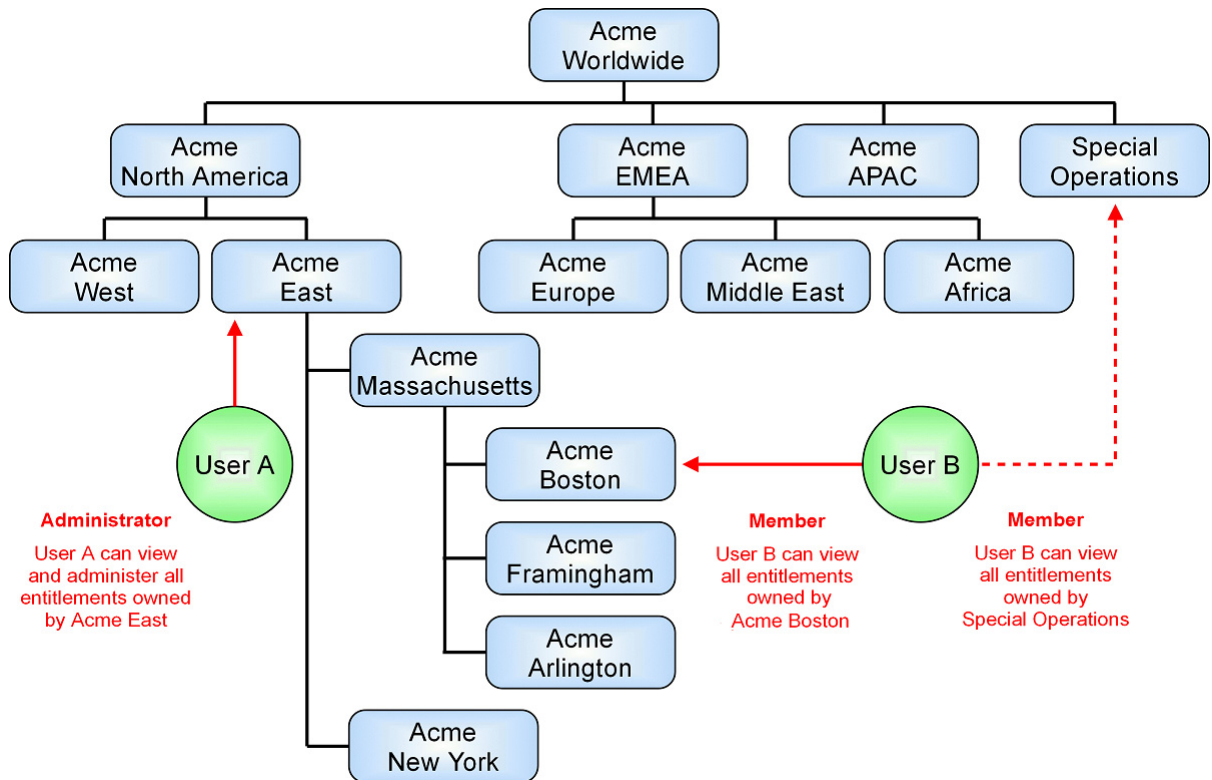 Acme
Worldwide
Acme
North America
Acme
EMEA
Acme
APAC
Special
Operations
Acme
West
Acme
East
Acme
Europe
Acme
Middle East
Acme
Africa
Acme
Massachusetts
User A
Acme
Boston
User B
Administrator
User A can view
and administer all
entitlements owned
by Acme East
Acme
Framingham
Member
User B can view
all entitlements
owned by
Acme Boston
Member
User B can view
all entitlements
owned by
Special Operations
Acme
Arlington
Acme
New York